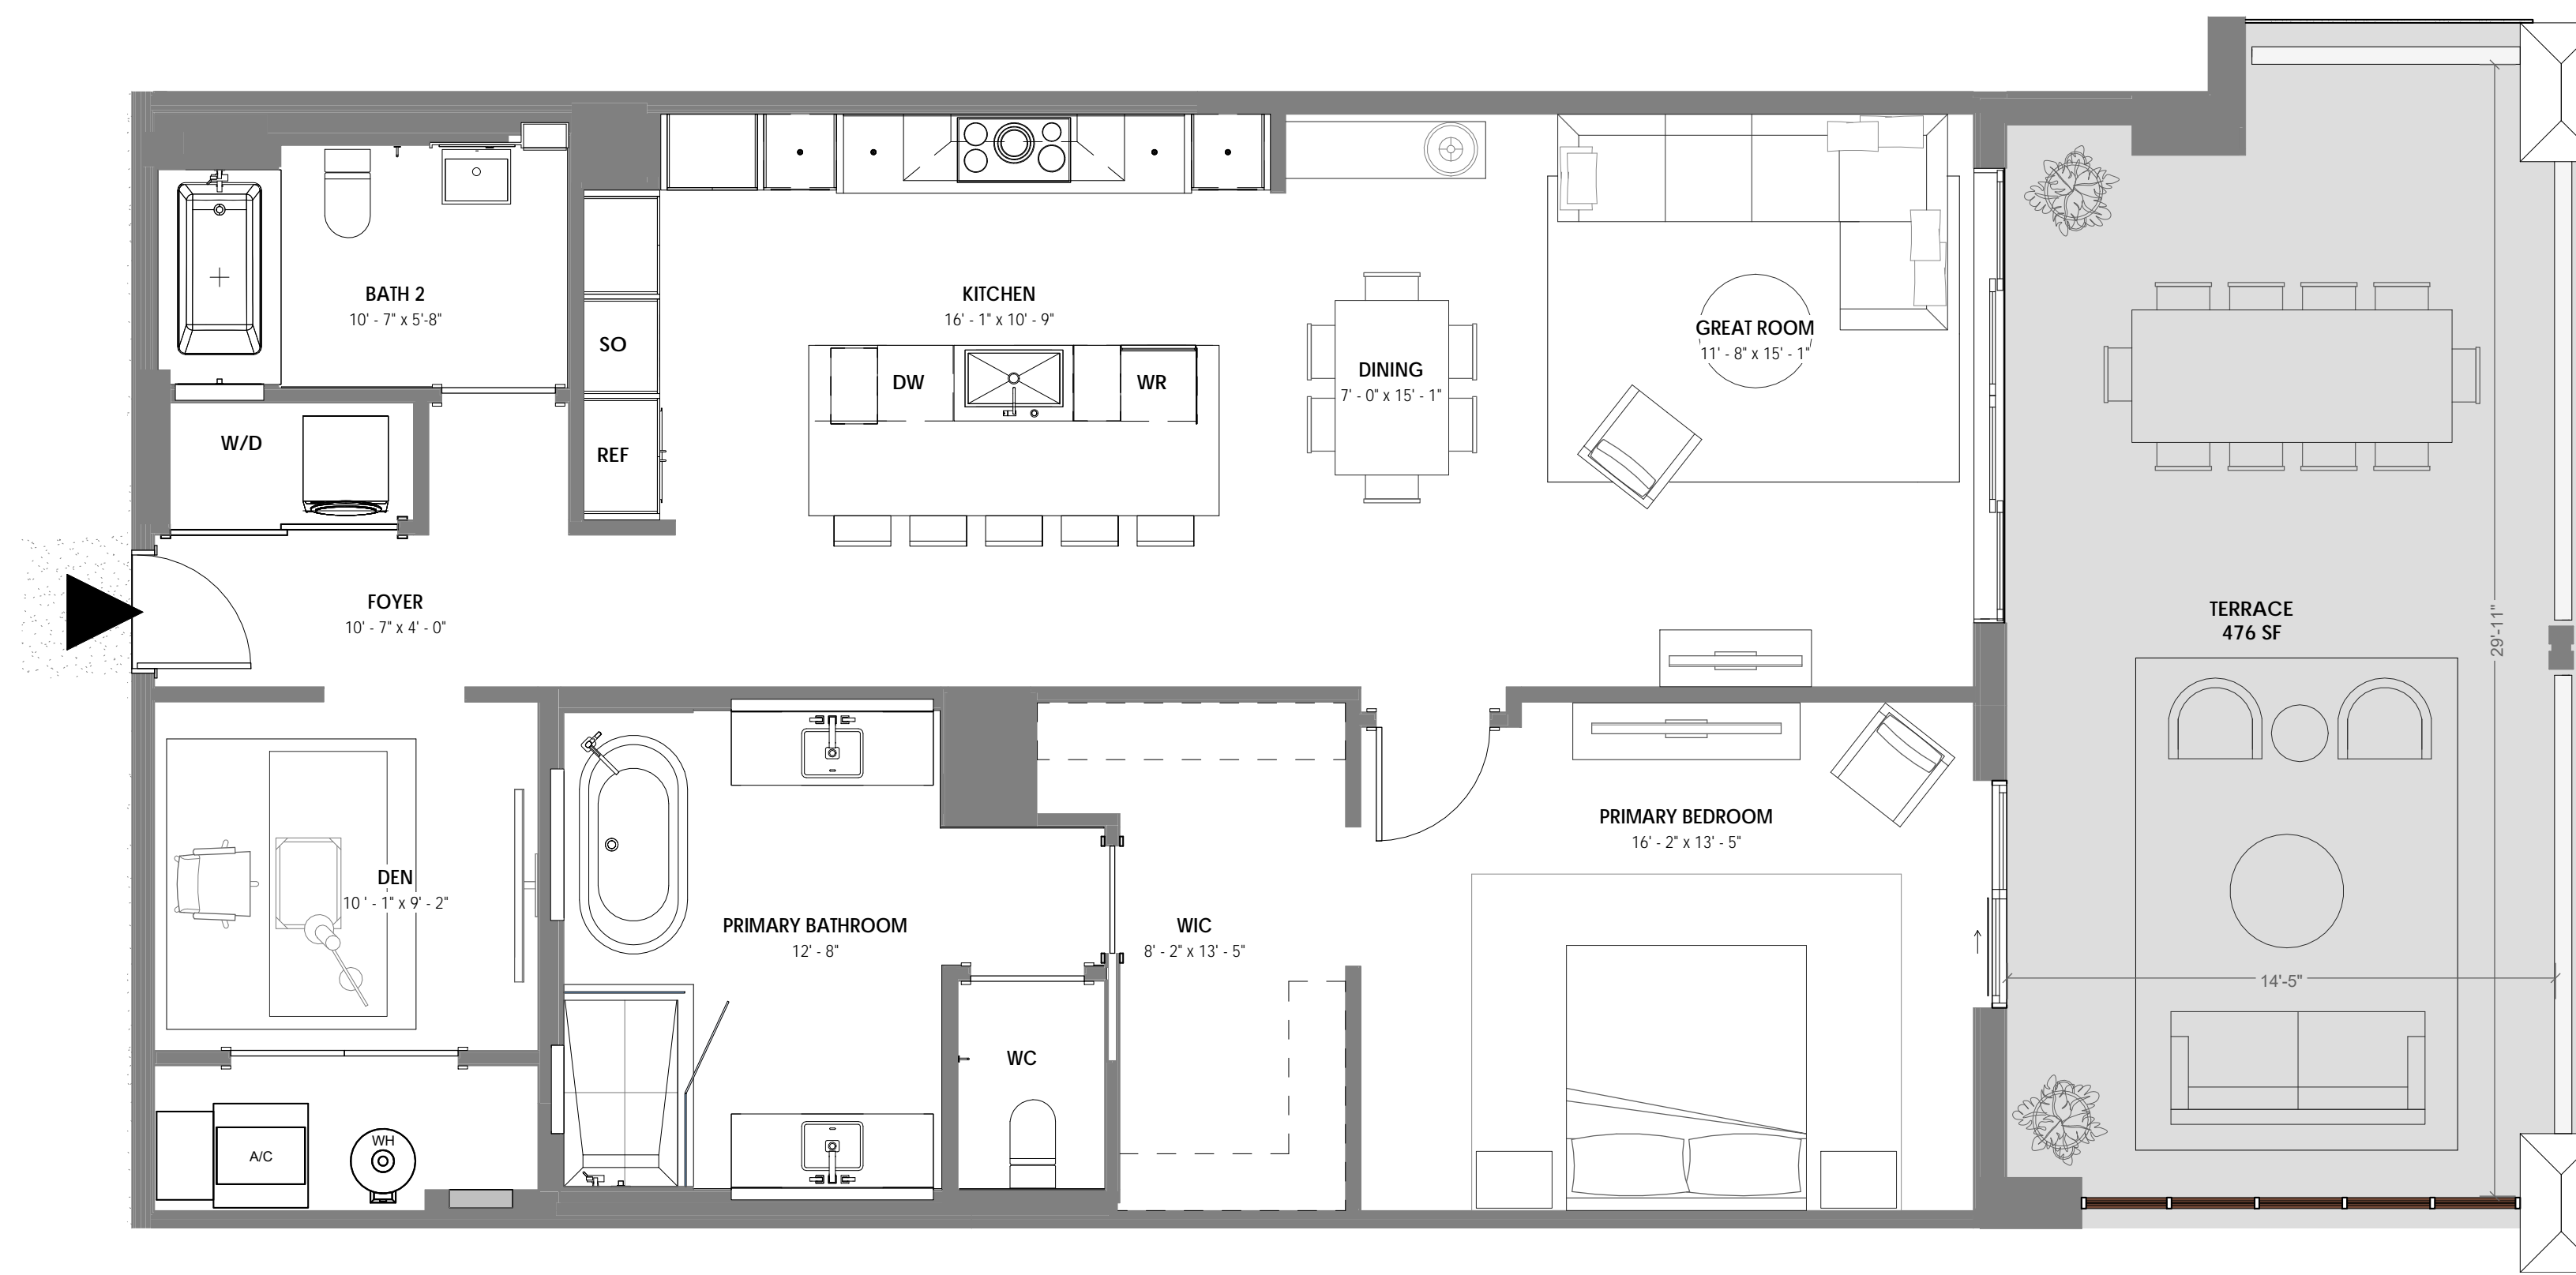 BATH 2
10' - 7" x 5'-8"
W/D
SO
REF
KITCHEN
16' - 1" x 10' - 9"
DW
WR
DINING
7' - 0" x 15' - 1"
GREAT ROOM
11' - 8" x 15' - 1"
FOYER
10' - 7" x 4' - 0"
TERRACE
476 SF
29'-11"
14'-5"
DEN
10 ' - 1" x 9' - 2"
A/C
WH
PRIMARY BATHROOM
12' - 8"
WC
WIC
8' - 2" x 13' - 5"
PRIMARY BEDROOM
16' - 2" x 13' - 5"